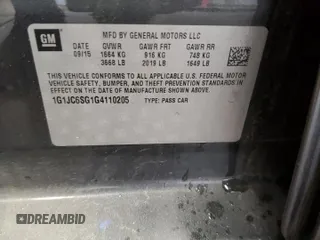 GM
MFD BY GENERAL MOTORS LLC
DATE GVWR GAWR FRT GAWR RR
09/15 1664 KG 916 KG 748 KG
3668 LB 2019 LB 1649 LB
THIS VEHICLE CONFORMS TO ALL APPLICABLE U.S. FEDERAL MOTOR
VEHICLE SAFETY, BUMPER, AND THEFT PREVENTION STANDARDS
IN EFFECT ON THE DATE OF MANUFACTURE SHOWN ABOVE.
1G1JC6SG1G4110205 TYPE: PASS CAR
DREAMBID